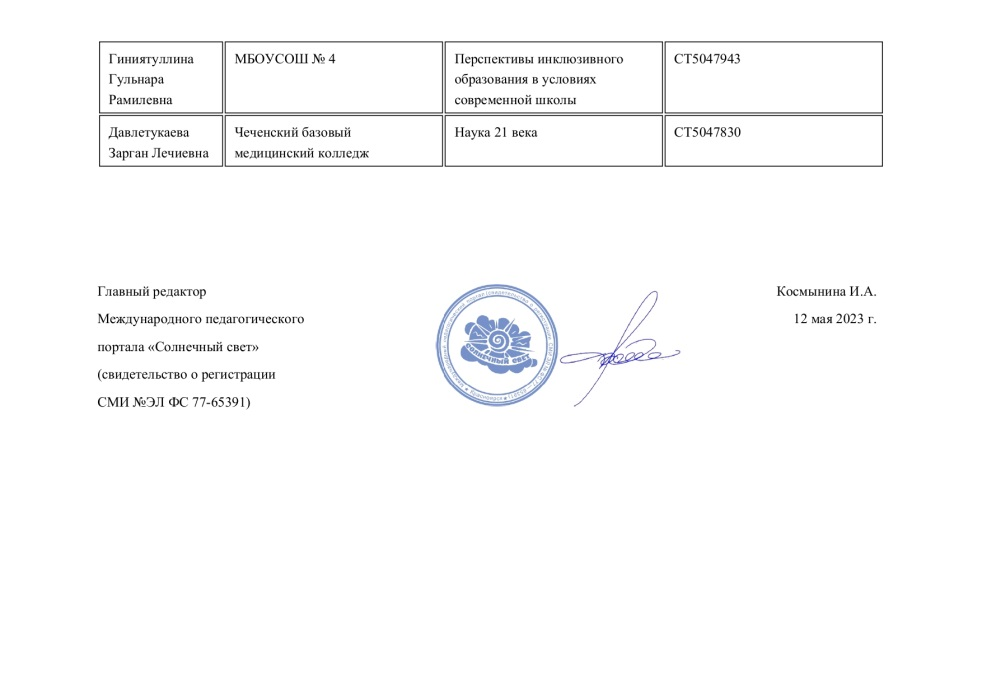 Гиниятуллина
Гульнара
Рамилевна
МБОУСОШ № 4
Перспективы инклюзивного
образования в условиях
современной школы
СТ5047943
Давлетукаева
Зарган Лечиевна
Чеченский базовый
медицинский колледж
Наука 21 века
СТ5047830
Главный редактор
Международного педагогического
портала «Солнечный свет»
(свидетельство о регистрации
СМИ №ЭЛ ФС 77-65391)
СОЛНЕЧНЫЙ СВЕТ
Космынина И.А.
12 мая 2023 г.